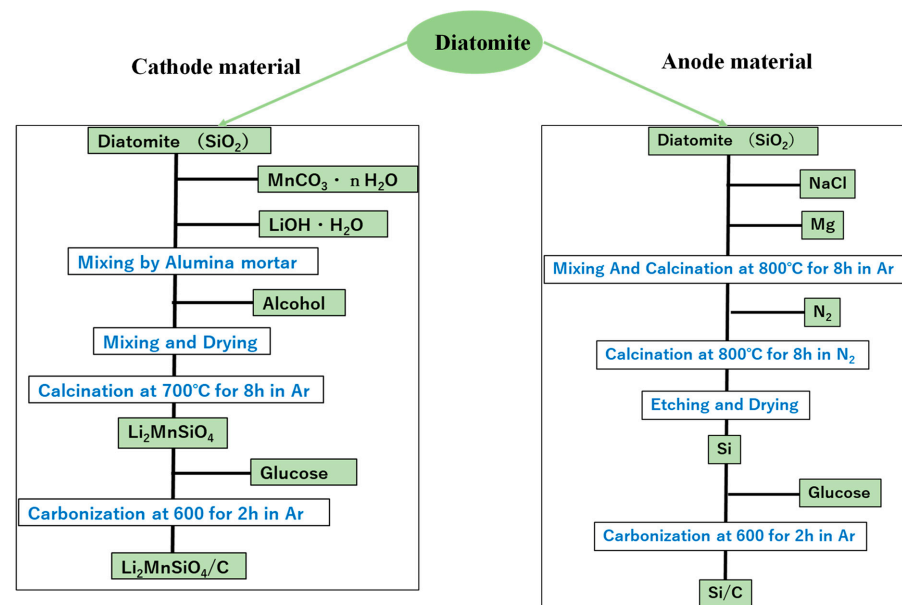 Diatomite
Cathode material
Anode material
Diatomite （SiO₂）
MnCO₃・ n H₂O
LiOH・H₂O
Mixing by Alumina mortar
Alcohol
Mixing and Drying
Calcination at 700℃ for 8h in Ar
Li₂MnSiO₄
Glucose
Carbonization at 600 for 2h in Ar
Li₂MnSiO₄/C
Diatomite （SiO₂）
NaCl
Mg
Mixing And Calcination at 800℃ for 8h in Ar
N₂
Calcination at 800℃ for 8h in N₂
Etching and Drying
Si
Glucose
Carbonization at 600 for 2h in Ar
Si/C